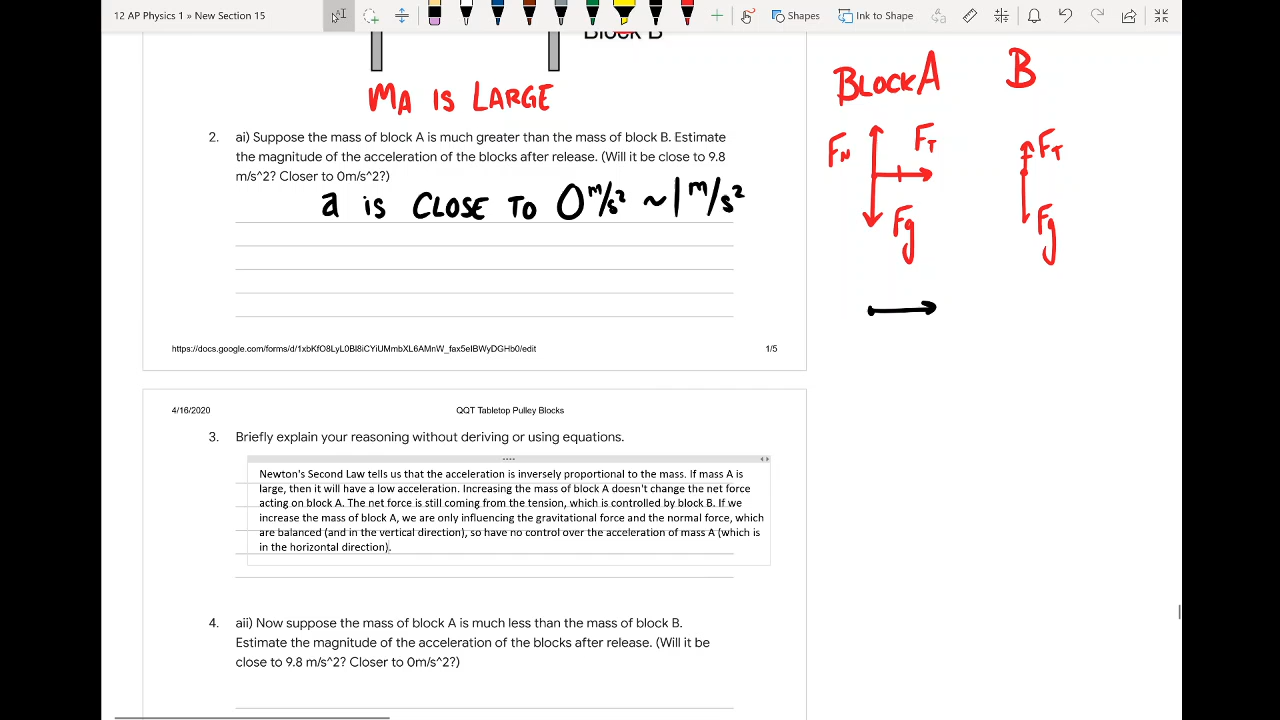 12 AP Physics 1 » New Section 15
Shapes
Ink to Shape
Block B
mA IS LARGE
2. ai) Suppose the mass of block A is much greater than the mass of block B. Estimate
the magnitude of the acceleration of the blocks after release. (Will it be close to 9.8
m/s^2? Closer to 0m/s^2?)
a is CLOSE TO 0 m/s² ~1 m/s²
https://docs.google.com/forms/d/1xbKfO8LyL0Bl8iCYiUMmbXL6AMnW_fax5eIBWyDGHb0/edit
1/5
4/16/2020
QQT Tabletop Pulley Blocks
3. Briefly explain your reasoning without deriving or using equations.
Newton's Second Law tells us that the acceleration is inversely proportional to the mass. If mass A is
large, then it will have a low acceleration. Increasing the mass of block A doesn't change the net force
acting on block A. The net force is still coming from the tension, which is controlled by block B. If we
increase the mass of block A, we are only influencing the gravitational force and the normal force, which
are balanced (and in the vertical direction), so have no control over the acceleration of mass A (which is
in the horizontal direction).
4. aii) Now suppose the mass of block A is much less than the mass of block B.
Estimate the magnitude of the acceleration of the blocks after release. (Will it be
close to 9.8 m/s^2? Closer to 0m/s^2?)
BLOCK A
B
FN
FT
Fg
FT
Fg